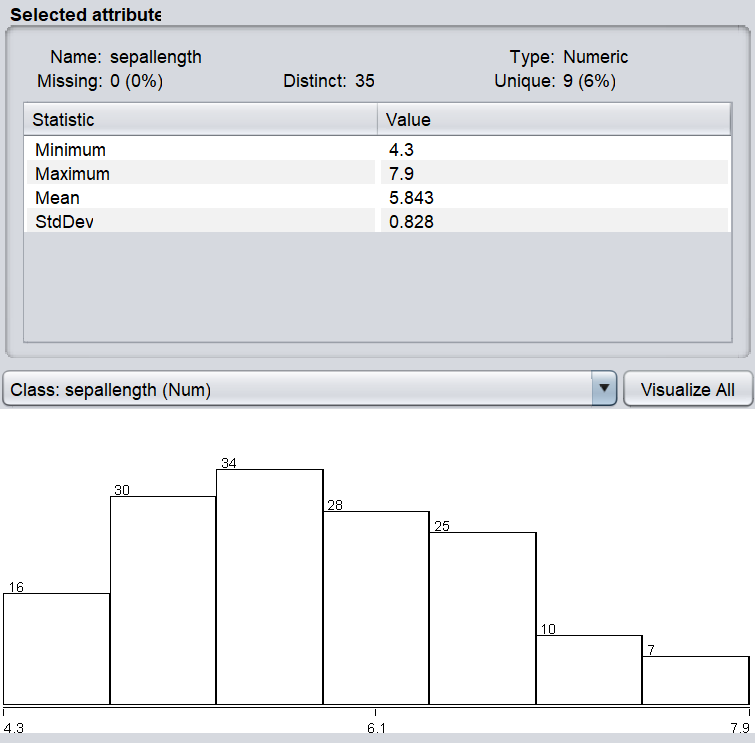 Selected attribute
Name: sepallength Type: Numeric
Missing: 0 (0%) Distinct: 35 Unique: 9 (6%)
Statistic Value
Minimum 4.3
Maximum 7.9
Mean 5.843
StdDev 0.828
Class: sepallength (Num) Visualize All
16 30 34 28 25 10 7
4.3 6.1 7.9